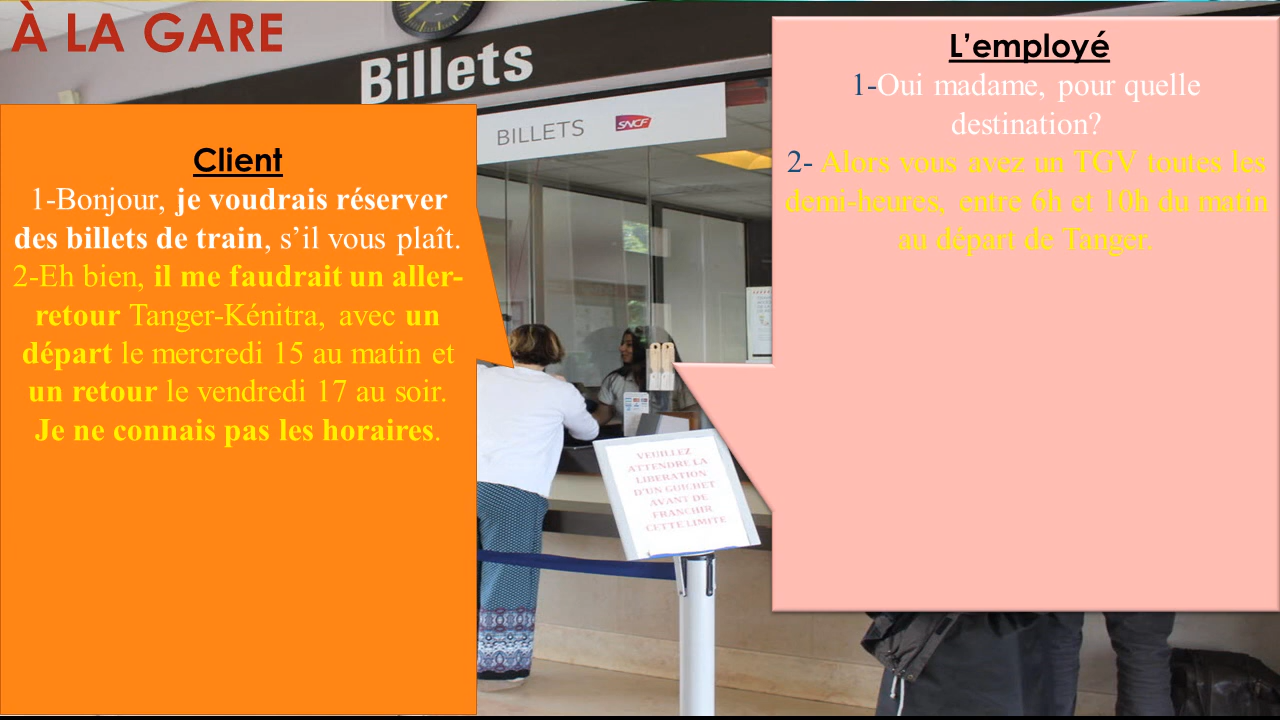 À LA GARE
Billets
BILLETS SNCF
Client
1-Bonjour, je voudrais réserver
des billets de train, s’il vous plaît.
2-Eh bien, il me faudrait un aller-
retour Tanger-Kénitra, avec un
départ le mercredi 15 au matin et
un retour le vendredi 17 au soir.
Je ne connais pas les horaires.
L’employé
1-Oui madame, pour quelle
destination?
2- Alors vous avez un TGV toutes les
demi-heures, entre 6h et 10h du matin
au départ de Tanger.
VEUILLEZ
ATTENDRE LA
LIBERATION
D'UN GUICHET
AVANT DE
FRANCHIR
CETTE LIMITE